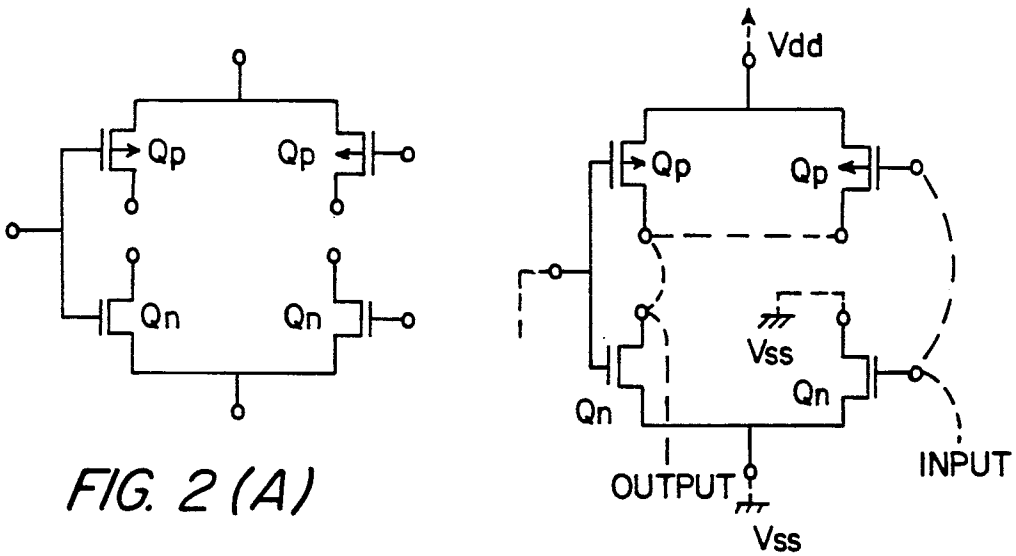 Vdd
Qp Qp
Qp Qp
Qn Qn
Vss
Qn
Qn
INPUT
OUTPUT
FIG. 2 (A)
Vss